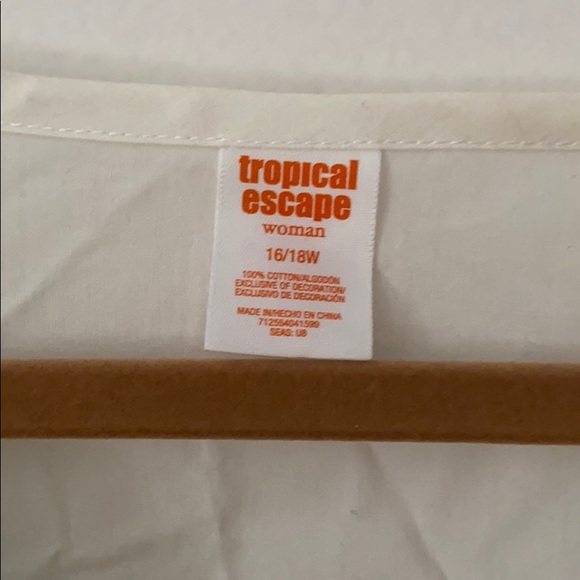 tropical
escape
woman
16/18W
100% COTTON/ALGODÓN
EXCLUSIVE OF DECORATION/
EXCLUSIVO DE DECORACIÓN
MADE IN/HECHO EN CHINA
712554041599
SEAS: U8